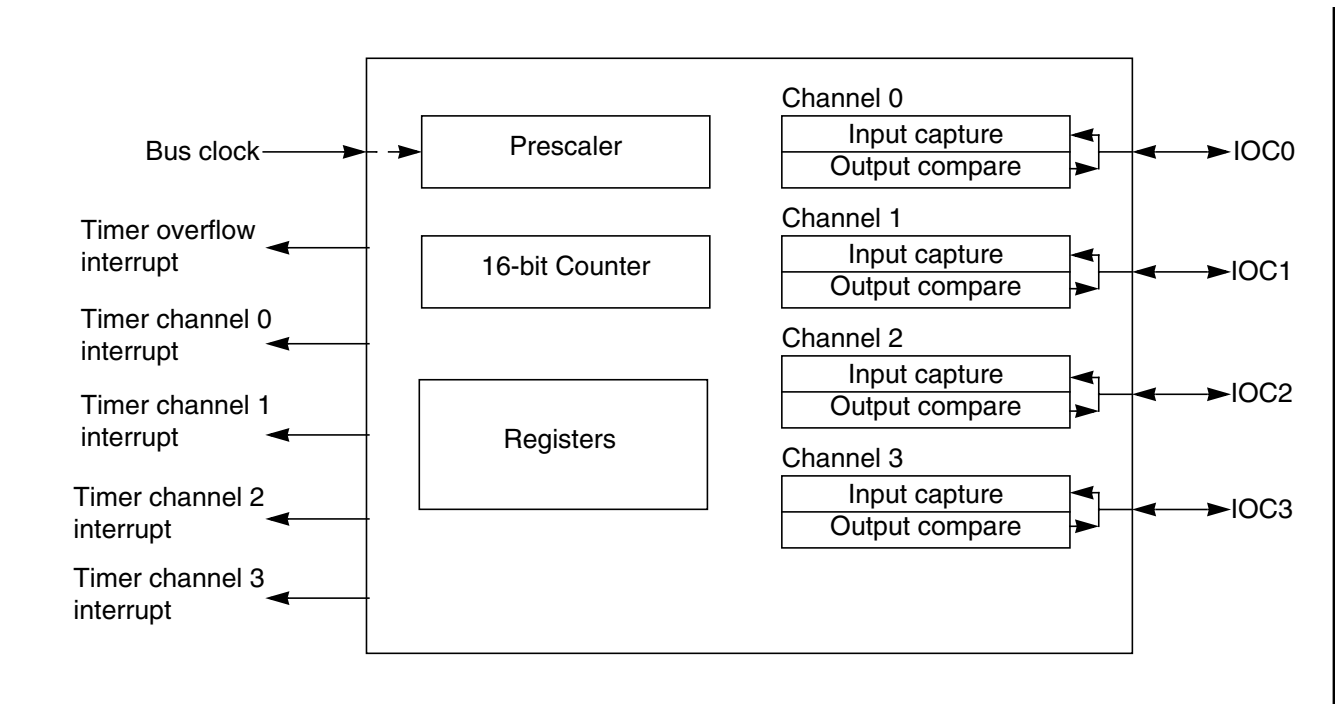 Bus clock
Timer overflow
interrupt
Timer channel 0
interrupt
Timer channel 1
interrupt
Timer channel 2
interrupt
Timer channel 3
interrupt
Prescaler
16-bit Counter
Registers
Channel 0
Input capture
Output compare
IOC0
Channel 1
Input capture
Output compare
IOC1
Channel 2
Input capture
Output compare
IOC2
Channel 3
Input capture
Output compare
IOC3